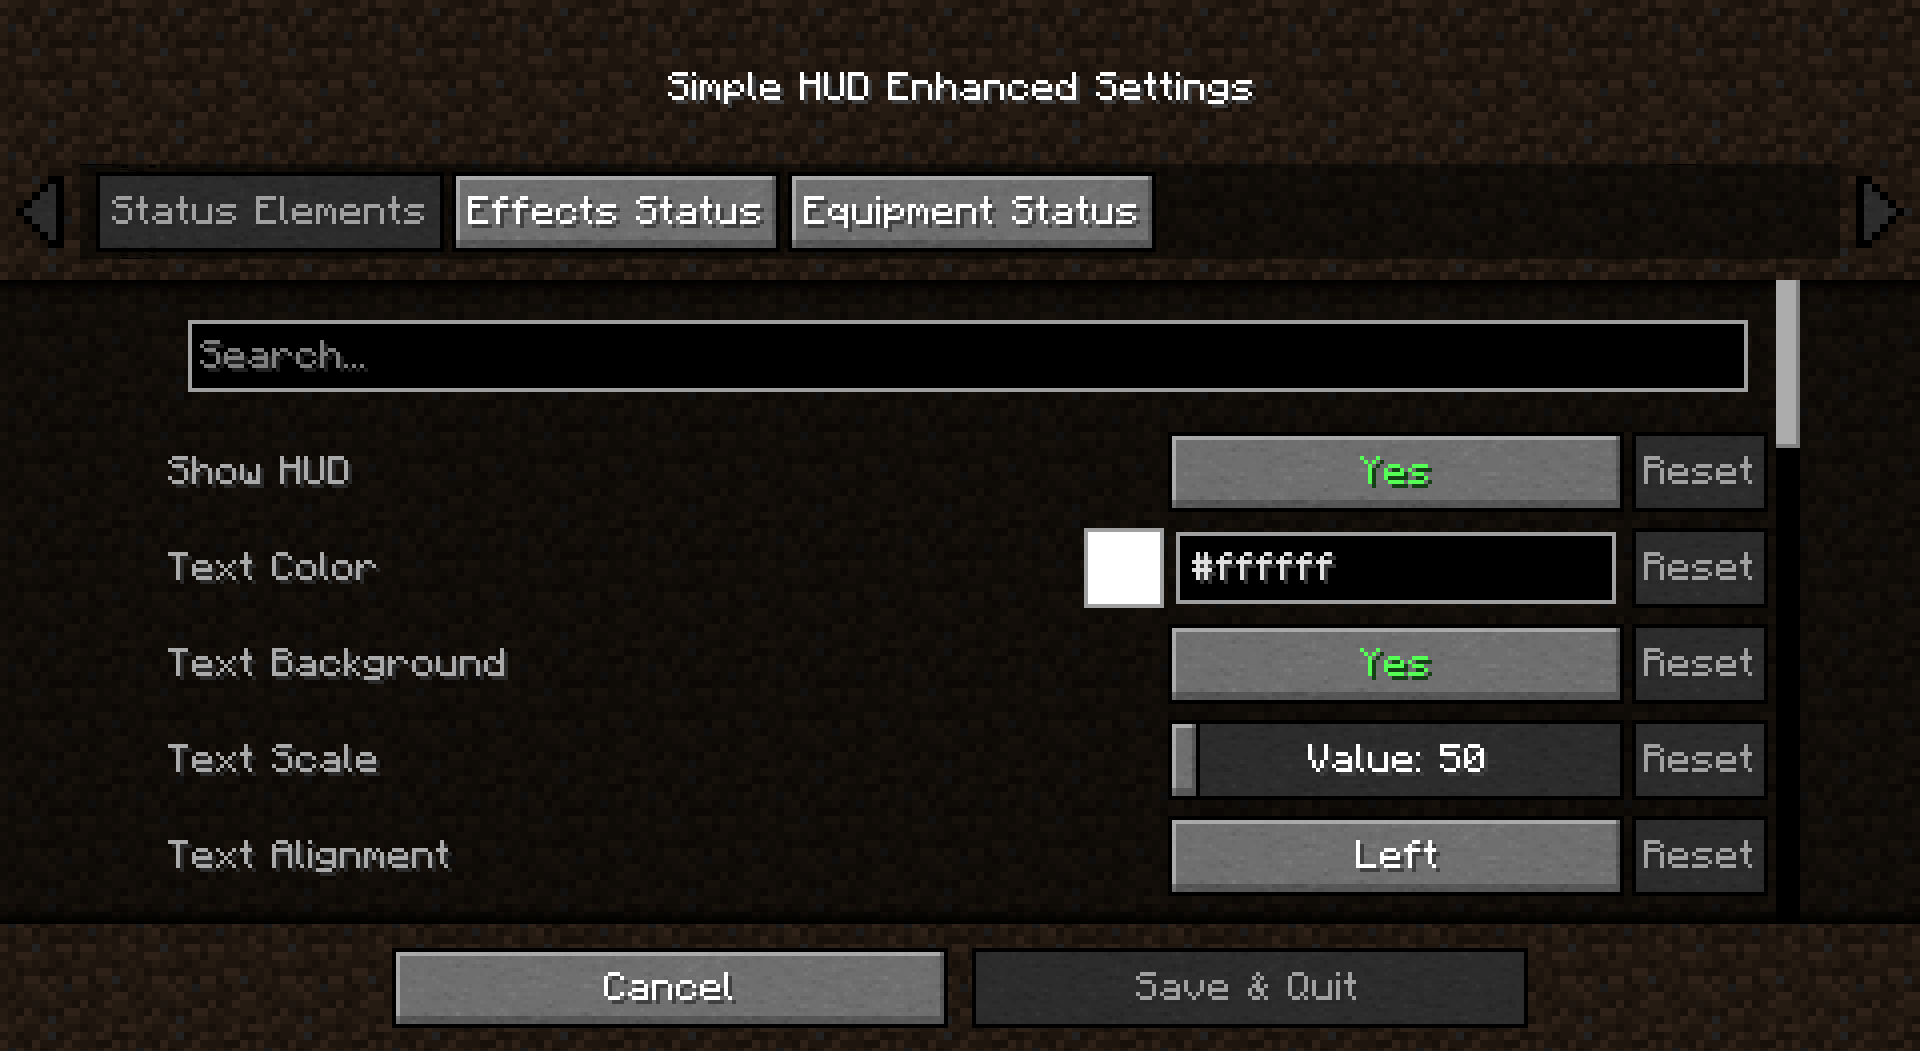 Simple HUD Enhanced Settings
Status Elements Effects Status Equipment Status
Search...
Show HUD Yes Reset
Text Color #ffffff Reset
Text Background Yes Reset
Text Scale Value: 50 Reset
Text Alignment Left Reset
Cancel Save & Quit